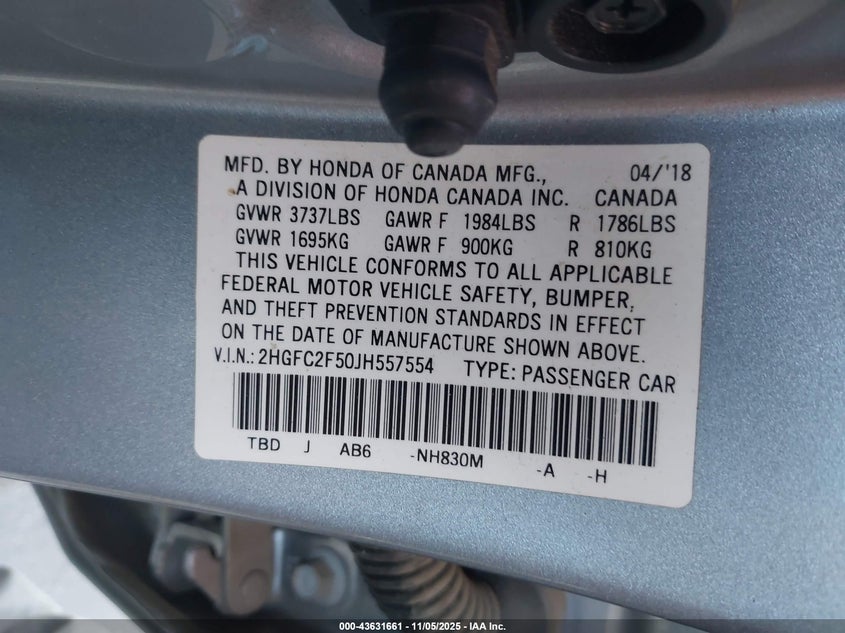 MFD. BY HONDA OF CANADA MFG., 04/'18
A DIVISION OF HONDA CANADA INC. CANADA
GVWR 3737LBS GAWR F 1984LBS R 1786LBS
GVWR 1695KG GAWR F 900KG R 810KG
THIS VEHICLE CONFORMS TO ALL APPLICABLE
FEDERAL MOTOR VEHICLE SAFETY, BUMPER,
AND THEFT PREVENTION STANDARDS IN EFFECT
ON THE DATE OF MANUFACTURE SHOWN ABOVE.
V.I.N.: 2HGFC2F50JH557554 TYPE: PASSENGER CAR
TBD J AB6 -NH830M -A -H
000-43631661 - 11/05/2025 - IAA Inc.